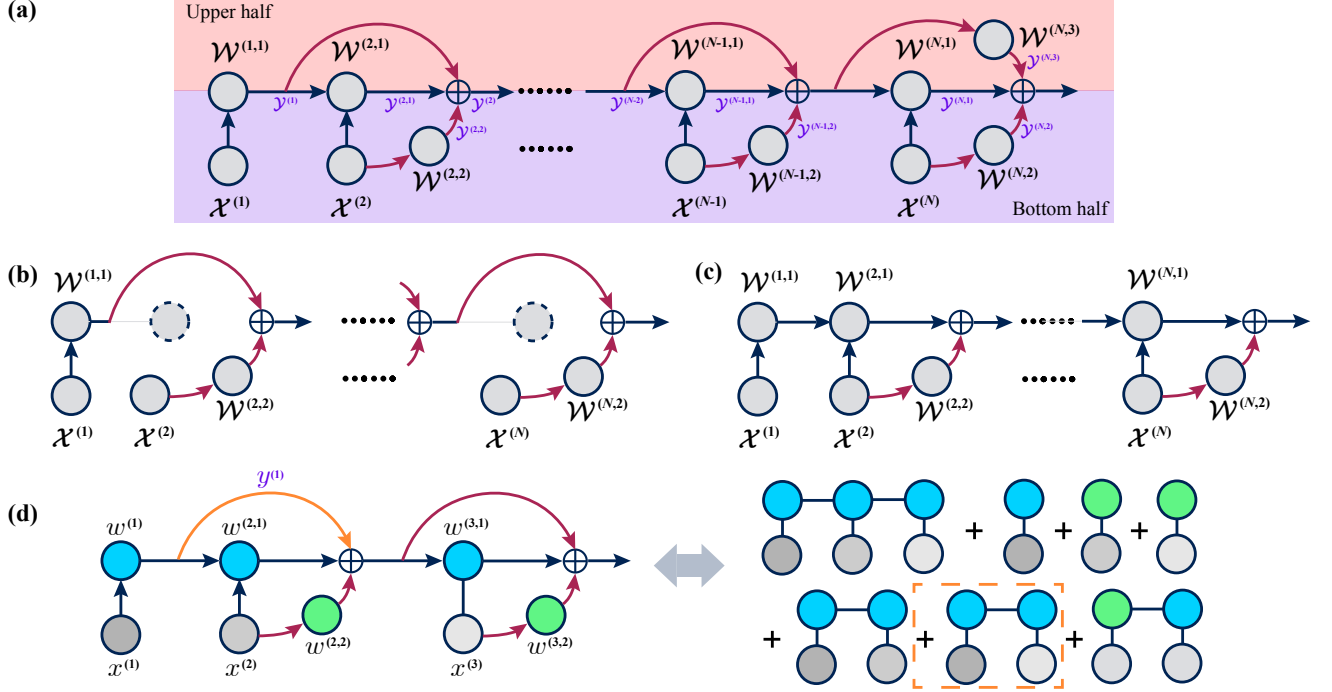 (a)
Upper half
𝒲(1,1) 𝒲(2,1) 𝒲(N-1,1) 𝒲(N,1) 𝒲(N,3)
𝒴(N,3)
𝒴(1) 𝒴(2,1) 𝒴(2) 𝒴(N-2) 𝒴(N-1,1) 𝒴(N,1)
𝒴(2,2) 𝒴(N-1,2) 𝒴(N,2)
𝒲(2,2) 𝒲(N-1,2) 𝒲(N,2)
𝒳(1) 𝒳(2) 𝒳(N-1) 𝒳(N)
Bottom half
(b)
𝒲(1,1)
𝒲(2,2) 𝒲(N,2)
𝒳(1) 𝒳(2) 𝒳(N)
(c)
𝒲(1,1) 𝒲(2,1) 𝒲(N,1)
𝒲(2,2) 𝒲(N,2)
𝒳(1) 𝒳(2) 𝒳(N)
(d)
y(1)
w(1) w(2,1) w(3,1)
w(2,2) w(3,2)
x(1) x(2) x(3)
+ + +
+ + +